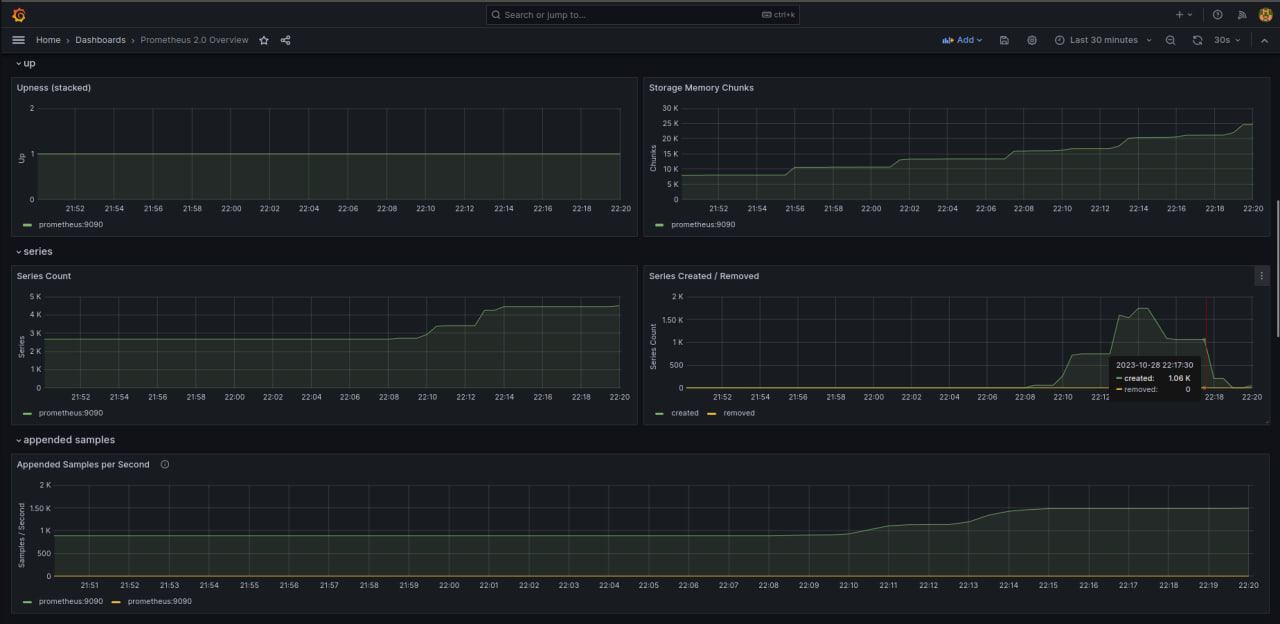 Search or jump to... ctrl+k
Home › Dashboards › Prometheus 2.0 Overview Add Last 30 minutes 30s
up
Upness (stacked)
2
1
0
Up
21:52 21:54 21:56 21:58 22:00 22:02 22:04 22:06 22:08 22:10 22:12 22:14 22:16 22:18 22:20
prometheus:9090
Storage Memory Chunks
30 K
25 K
20 K
15 K
10 K
5 K
0
Chunks
21:52 21:54 21:56 21:58 22:00 22:02 22:04 22:06 22:08 22:10 22:12 22:14 22:16 22:18 22:20
prometheus:9090
series
Series Count
5 K
4 K
3 K
2 K
1 K
0
Series
21:52 21:54 21:56 21:58 22:00 22:02 22:04 22:06 22:08 22:10 22:12 22:14 22:16 22:18 22:20
prometheus:9090
Series Created / Removed
2 K
1.50 K
1 K
500
0
Series Count
21:52 21:54 21:56 21:58 22:00 22:02 22:04 22:06 22:08 22:10 22:12 22:18 22:20
2023-10-28 22:17:30
created: 1.06 K
removed: 0
created removed
appended samples
Appended Samples per Second
2 K
1.50 K
1 K
500
0
Samples / Second
21:51 21:52 21:53 21:54 21:55 21:56 21:57 21:58 21:59 22:00 22:01 22:02 22:03 22:04 22:05 22:06 22:07 22:08 22:09 22:10 22:11 22:12 22:13 22:14 22:15 22:16 22:17 22:18 22:19 22:20
prometheus:9090 prometheus:9090